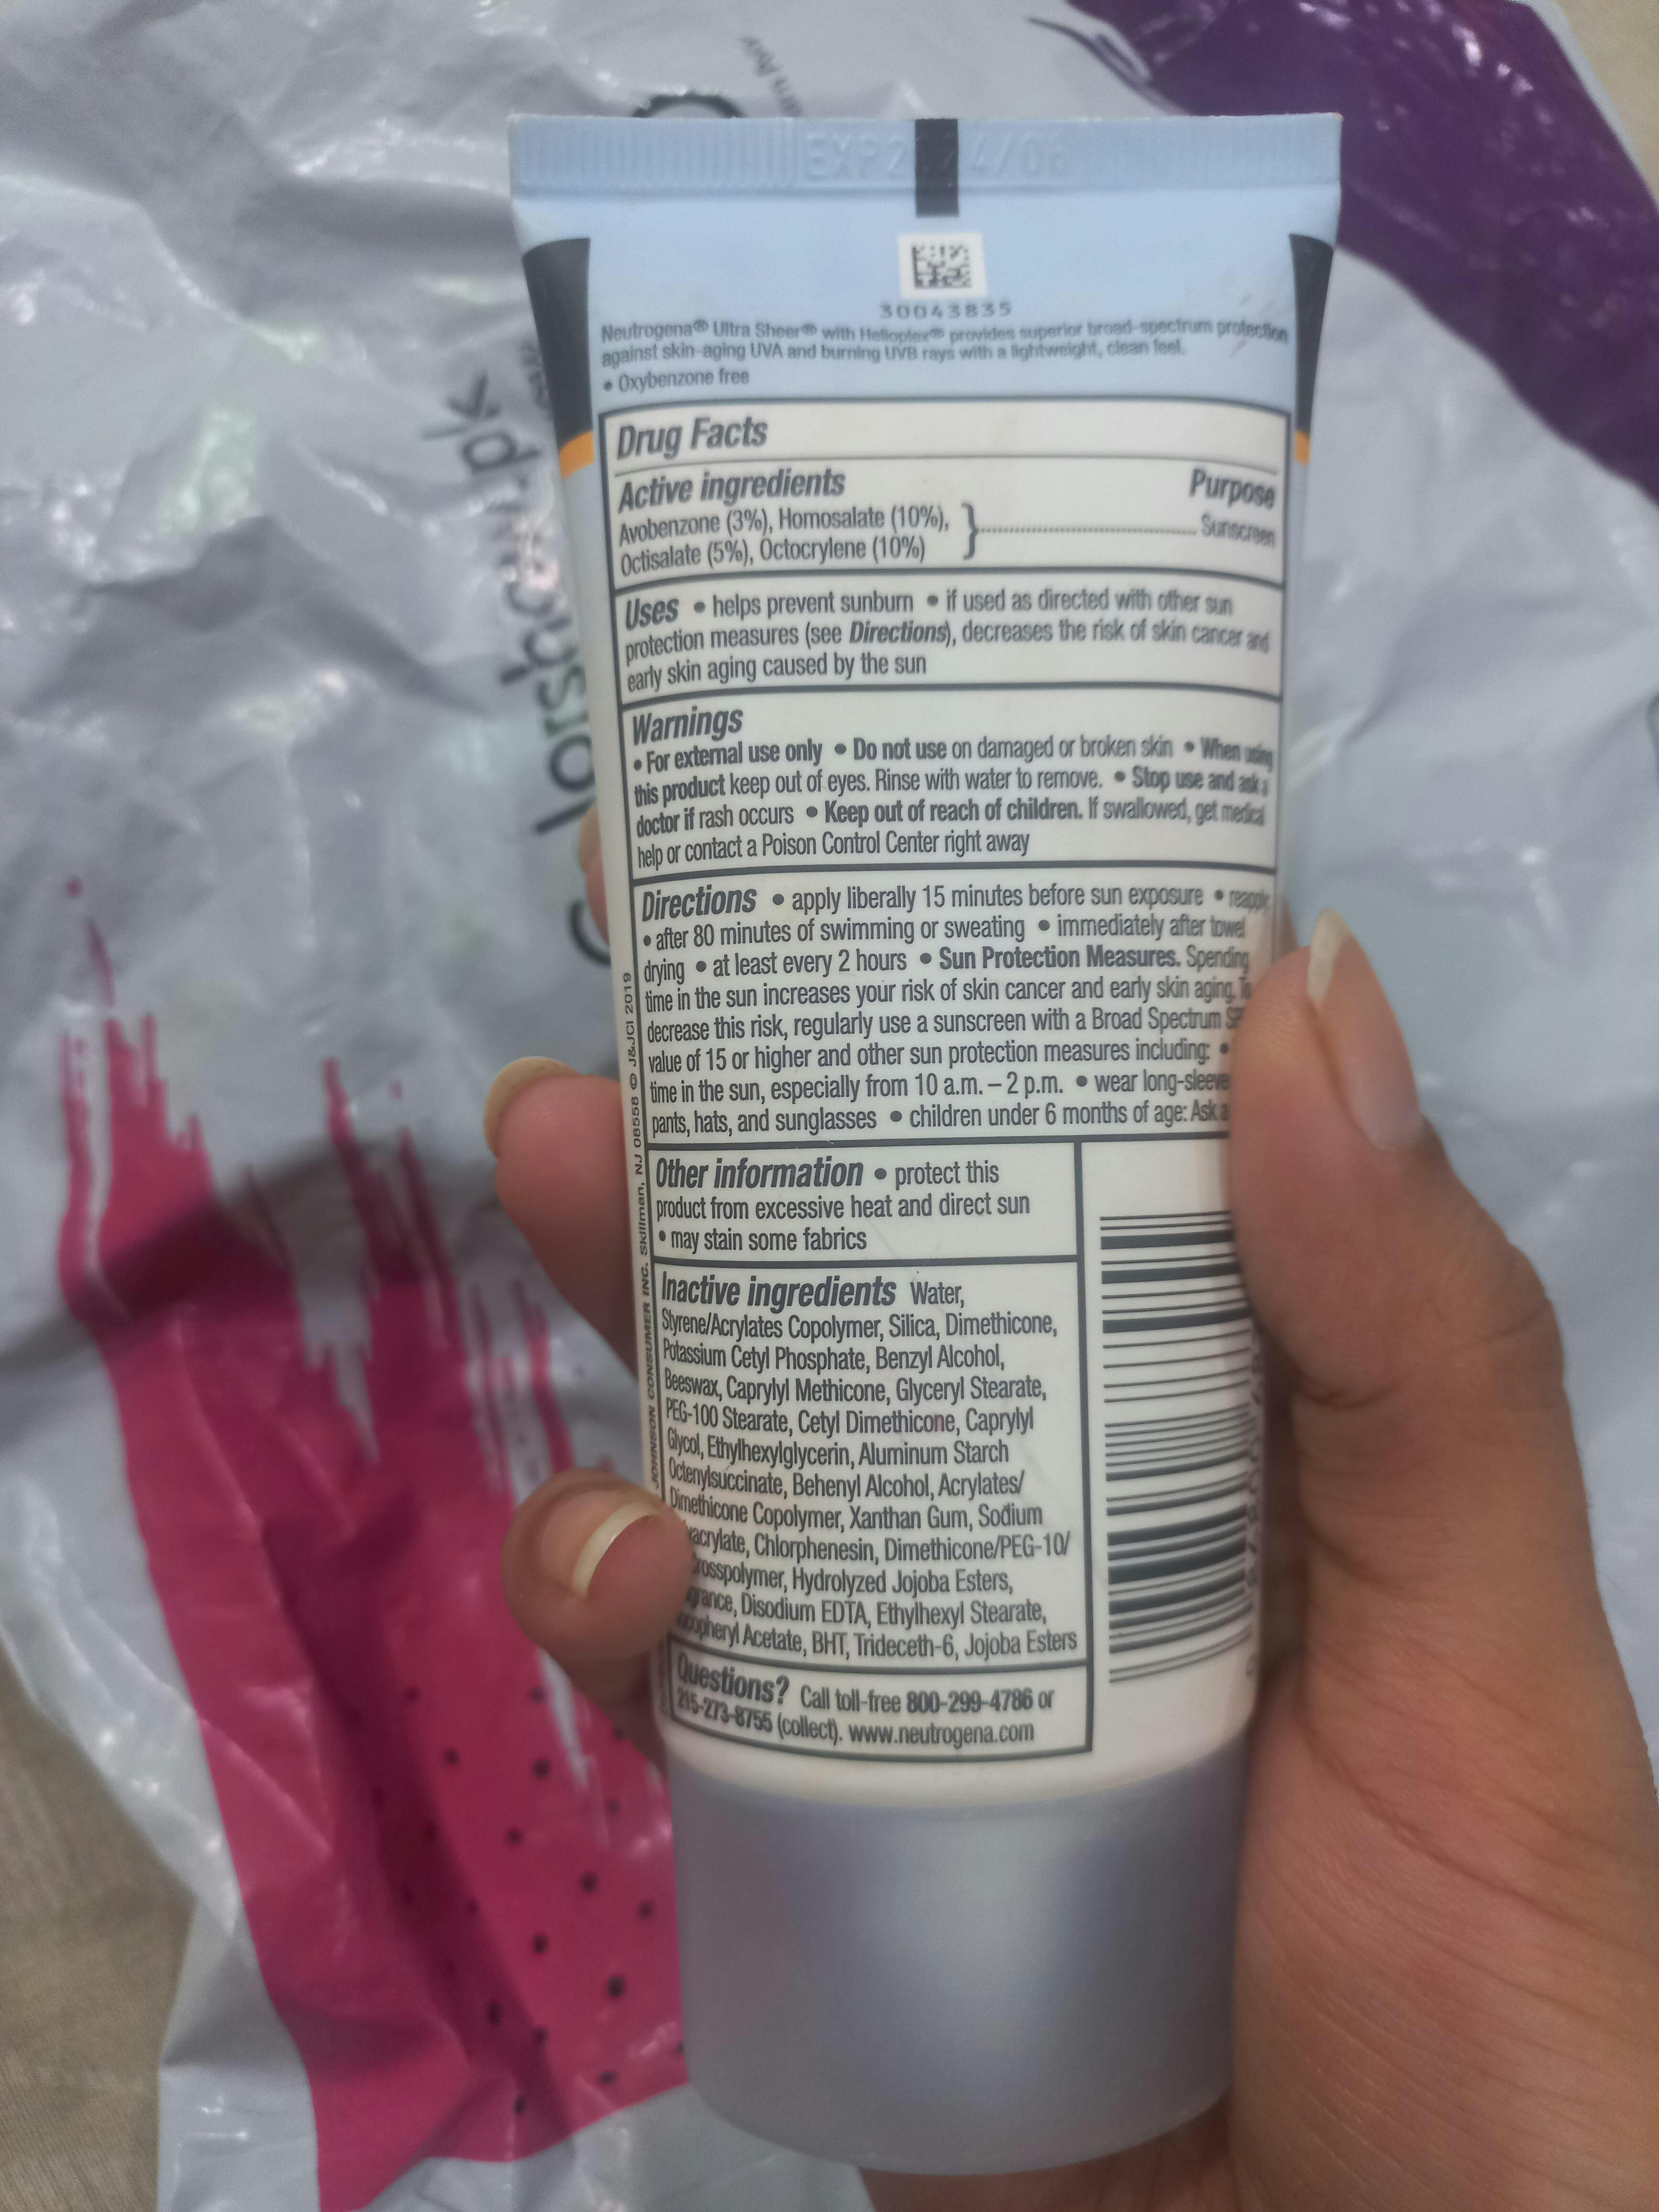 EXP2 24/06
30043835
Neutrogena® Ultra Sheer® with Helioplex® provides superior broad-spectrum protection
against skin-aging UVA and burning UVB rays with a lightweight, clean feel.
• Oxybenzone free
Drug Facts
Active ingredients Purpose
Avobenzone (3%), Homosalate (10%),
Octisalate (5%), Octocrylene (10%) } Sunscreen
Uses • helps prevent sunburn • if used as directed with other sun
protection measures (see Directions), decreases the risk of skin cancer and
early skin aging caused by the sun
Warnings
• For external use only • Do not use on damaged or broken skin • When using
this product keep out of eyes. Rinse with water to remove. • Stop use and ask a
doctor if rash occurs • Keep out of reach of children. If swallowed, get medical
help or contact a Poison Control Center right away
Directions • apply liberally 15 minutes before sun exposure • reapply:
• after 80 minutes of swimming or sweating • immediately after towel
drying • at least every 2 hours • Sun Protection Measures. Spending
time in the sun increases your risk of skin cancer and early skin aging. To
decrease this risk, regularly use a sunscreen with a Broad Spectrum SP
value of 15 or higher and other sun protection measures including: •
time in the sun, especially from 10 a.m. – 2 p.m. • wear long-sleeve
pants, hats, and sunglasses • children under 6 months of age: Ask a
Other information • protect this
product from excessive heat and direct sun
• may stain some fabrics
Inactive ingredients Water,
Styrene/Acrylates Copolymer, Silica, Dimethicone,
Potassium Cetyl Phosphate, Benzyl Alcohol,
Beeswax, Caprylyl Methicone, Glyceryl Stearate,
PEG-100 Stearate, Cetyl Dimethicone, Caprylyl
Glycol, Ethylhexylglycerin, Aluminum Starch
Octenylsuccinate, Behenyl Alcohol, Acrylates/
Dimethicone Copolymer, Xanthan Gum, Sodium
acrylate, Chlorphenesin, Dimethicone/PEG-10/
rosspolymer, Hydrolyzed Jojoba Esters,
grance, Disodium EDTA, Ethylhexyl Stearate,
copheryl Acetate, BHT, Trideceth-6, Jojoba Esters
Questions? Call toll-free 800-299-4786 or
215-273-8755 (collect). www.neutrogena.com
JOHNSON CONSUMER INC. Skillman, NJ 08558 © J&JCI 2019